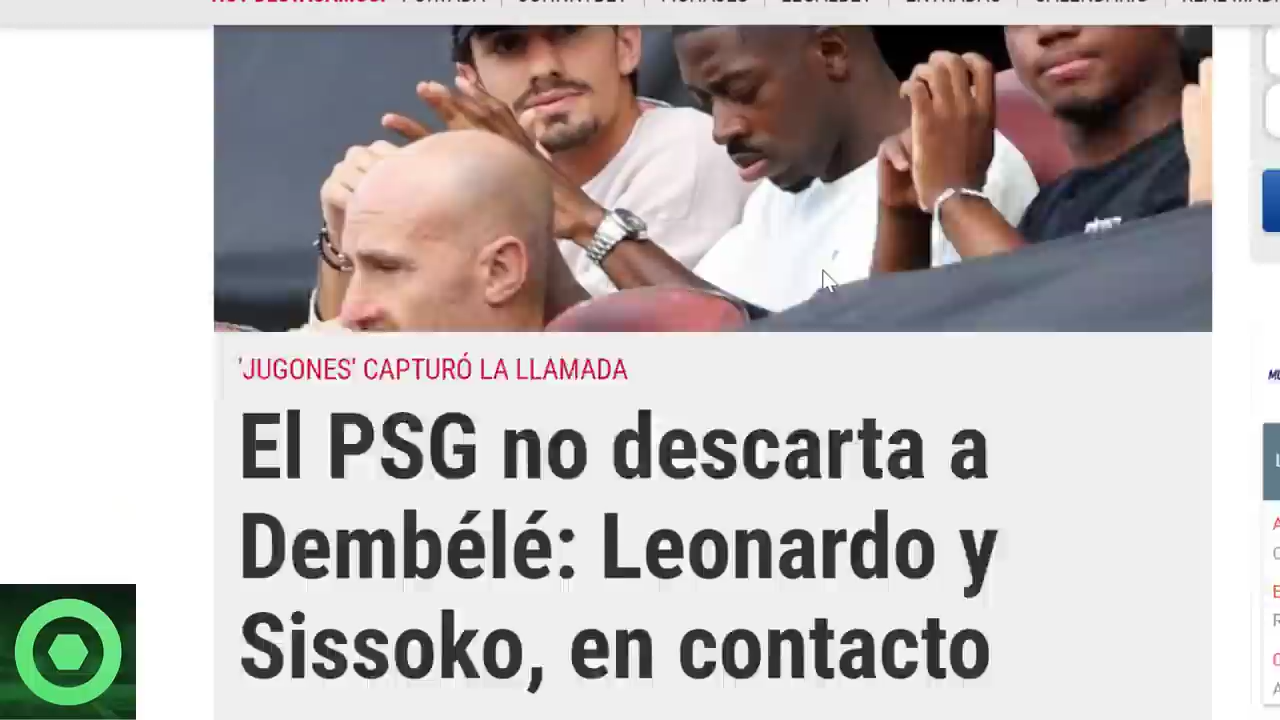 'JUGONES' CAPTURÓ LA LLAMADA
El PSG no descarta a
Dembélé: Leonardo y
Sissoko, en contacto